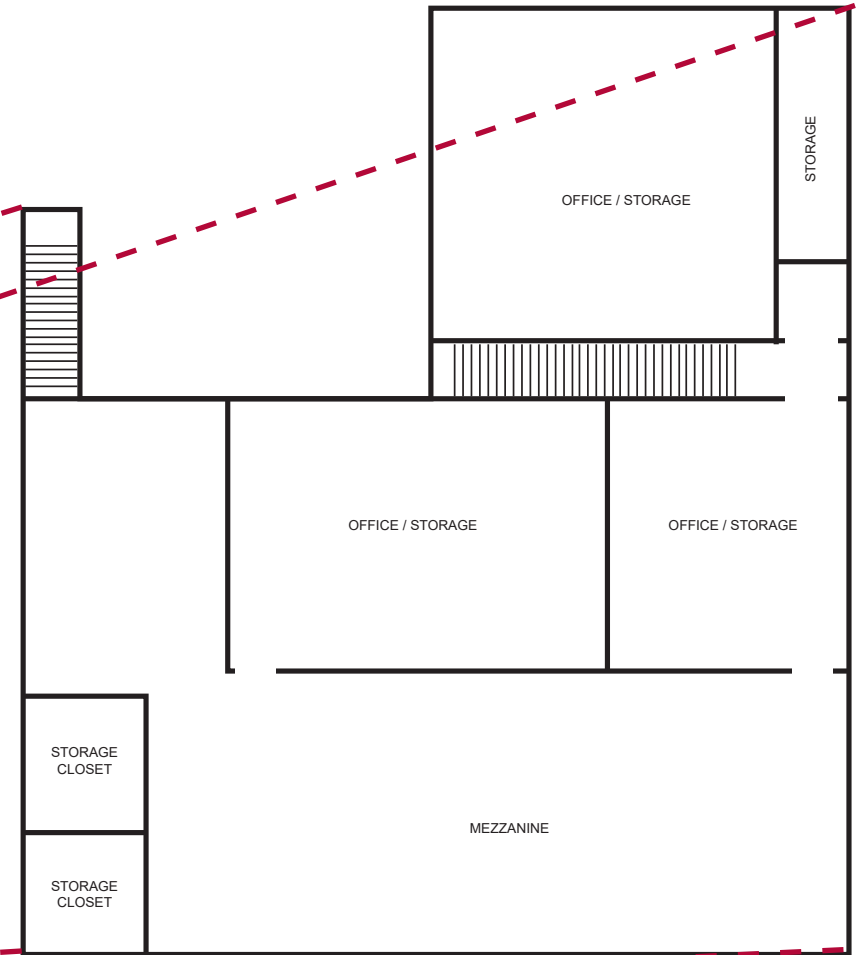 STORAGE
OFFICE / STORAGE
OFFICE / STORAGE
OFFICE / STORAGE
STORAGE
CLOSET
MEZZANINE
STORAGE
CLOSET